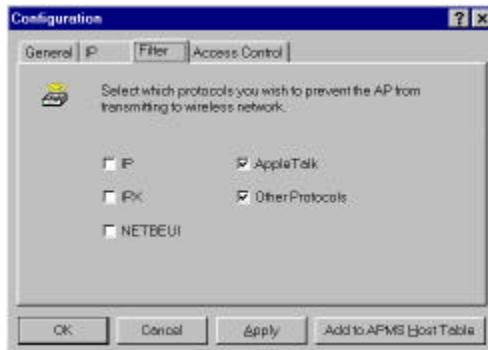 Configuration
General IP Filter Access Control
Select which protocols you wish to prevent the AP from
transmitting to wireless network.
IP AppleTalk
IPX Other Protocols
NETBEUI
OK Cancel Apply Add to APMS Host Table